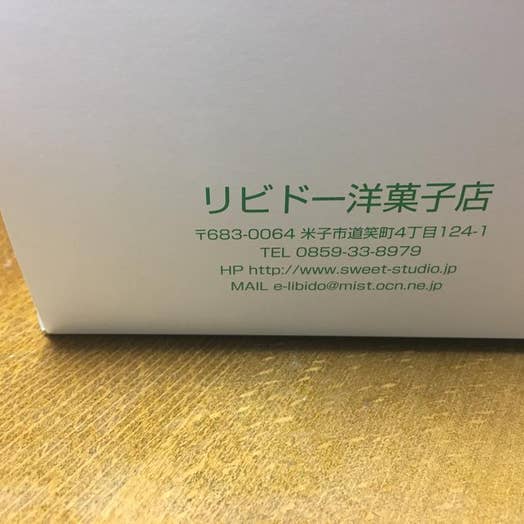 リビドー洋菓子店
〒683-0064 米子市道笑町4丁目124-1
TEL 0859-33-8979
HP http://www.sweet-studio.jp
MAIL e-libido@mist.ocn.ne.jp